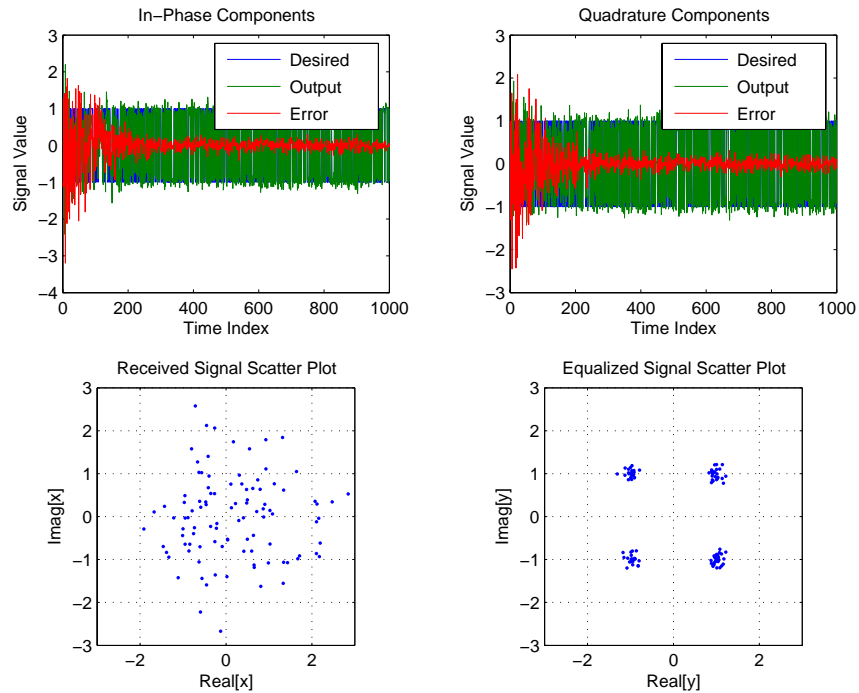 In-Phase Components
3
2
1
0
-1
-2
-3
-4
Signal Value
Desired
Output
Error
0 200 400 600 800 1000
Time Index
Quadrature Components
3
2
1
0
-1
-2
-3
Signal Value
Desired
Output
Error
0 200 400 600 800 1000
Time Index
Received Signal Scatter Plot
3
2
1
0
-1
-2
-3
Imag[x]
-2 0 2
Real[x]
Equalized Signal Scatter Plot
3
2
1
0
-1
-2
-3
Imag[y]
-2 0 2
Real[y]